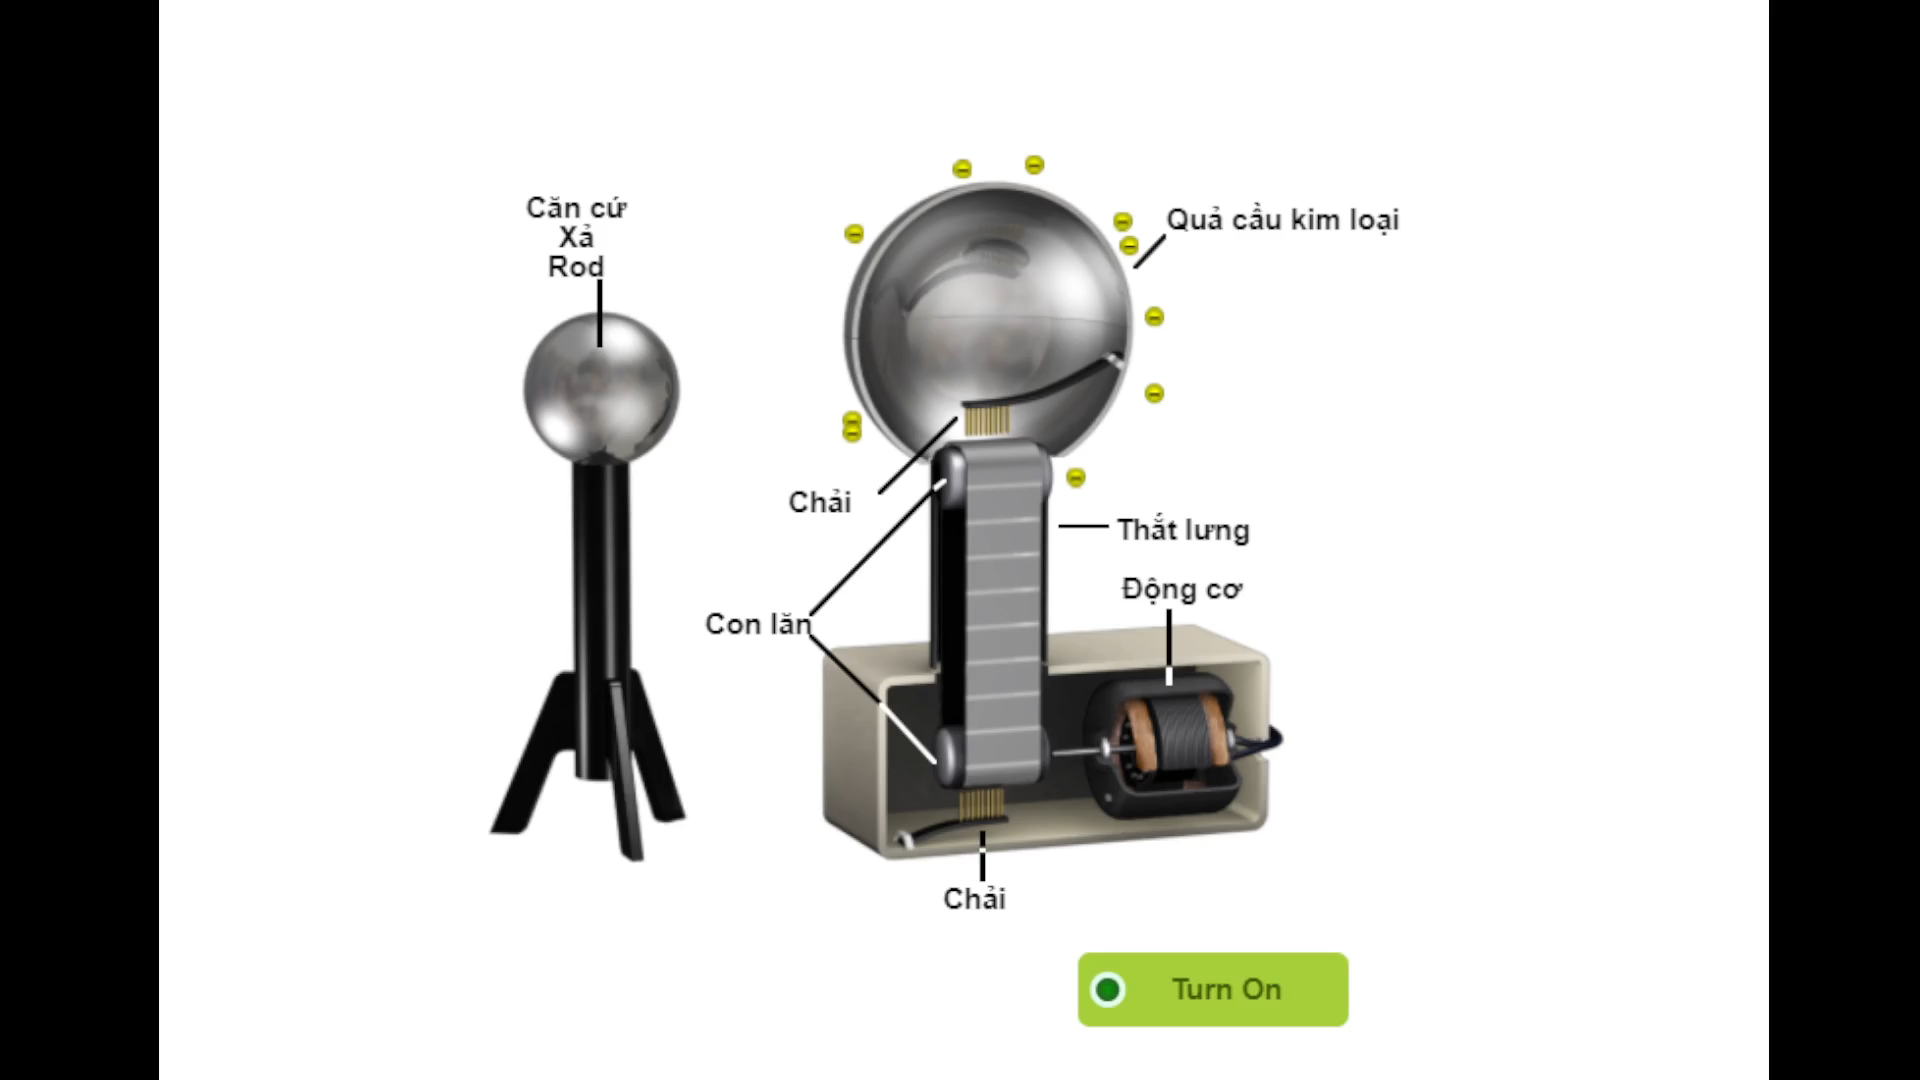 Căn cứ
Xả
Rod
Quả cầu kim loại
Chải
Thắt lưng
Động cơ
Con lăn
Chải
Turn On